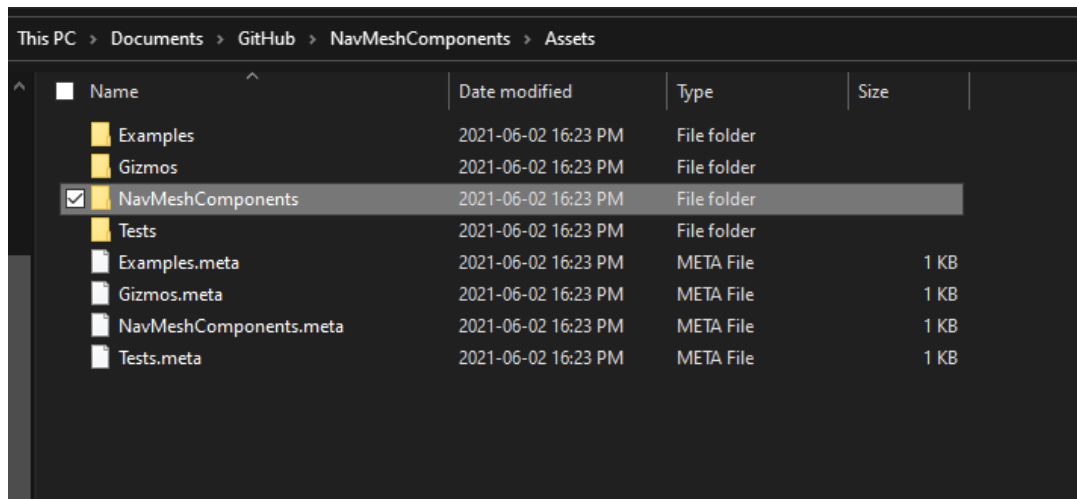 This PC > Documents > GitHub > NavMeshComponents > Assets
Name Date modified Type Size
Examples 2021-06-02 16:23 PM File folder
Gizmos 2021-06-02 16:23 PM File folder
NavMeshComponents 2021-06-02 16:23 PM File folder
Tests 2021-06-02 16:23 PM File folder
Examples.meta 2021-06-02 16:23 PM META File 1 KB
Gizmos.meta 2021-06-02 16:23 PM META File 1 KB
NavMeshComponents.meta 2021-06-02 16:23 PM META File 1 KB
Tests.meta 2021-06-02 16:23 PM META File 1 KB